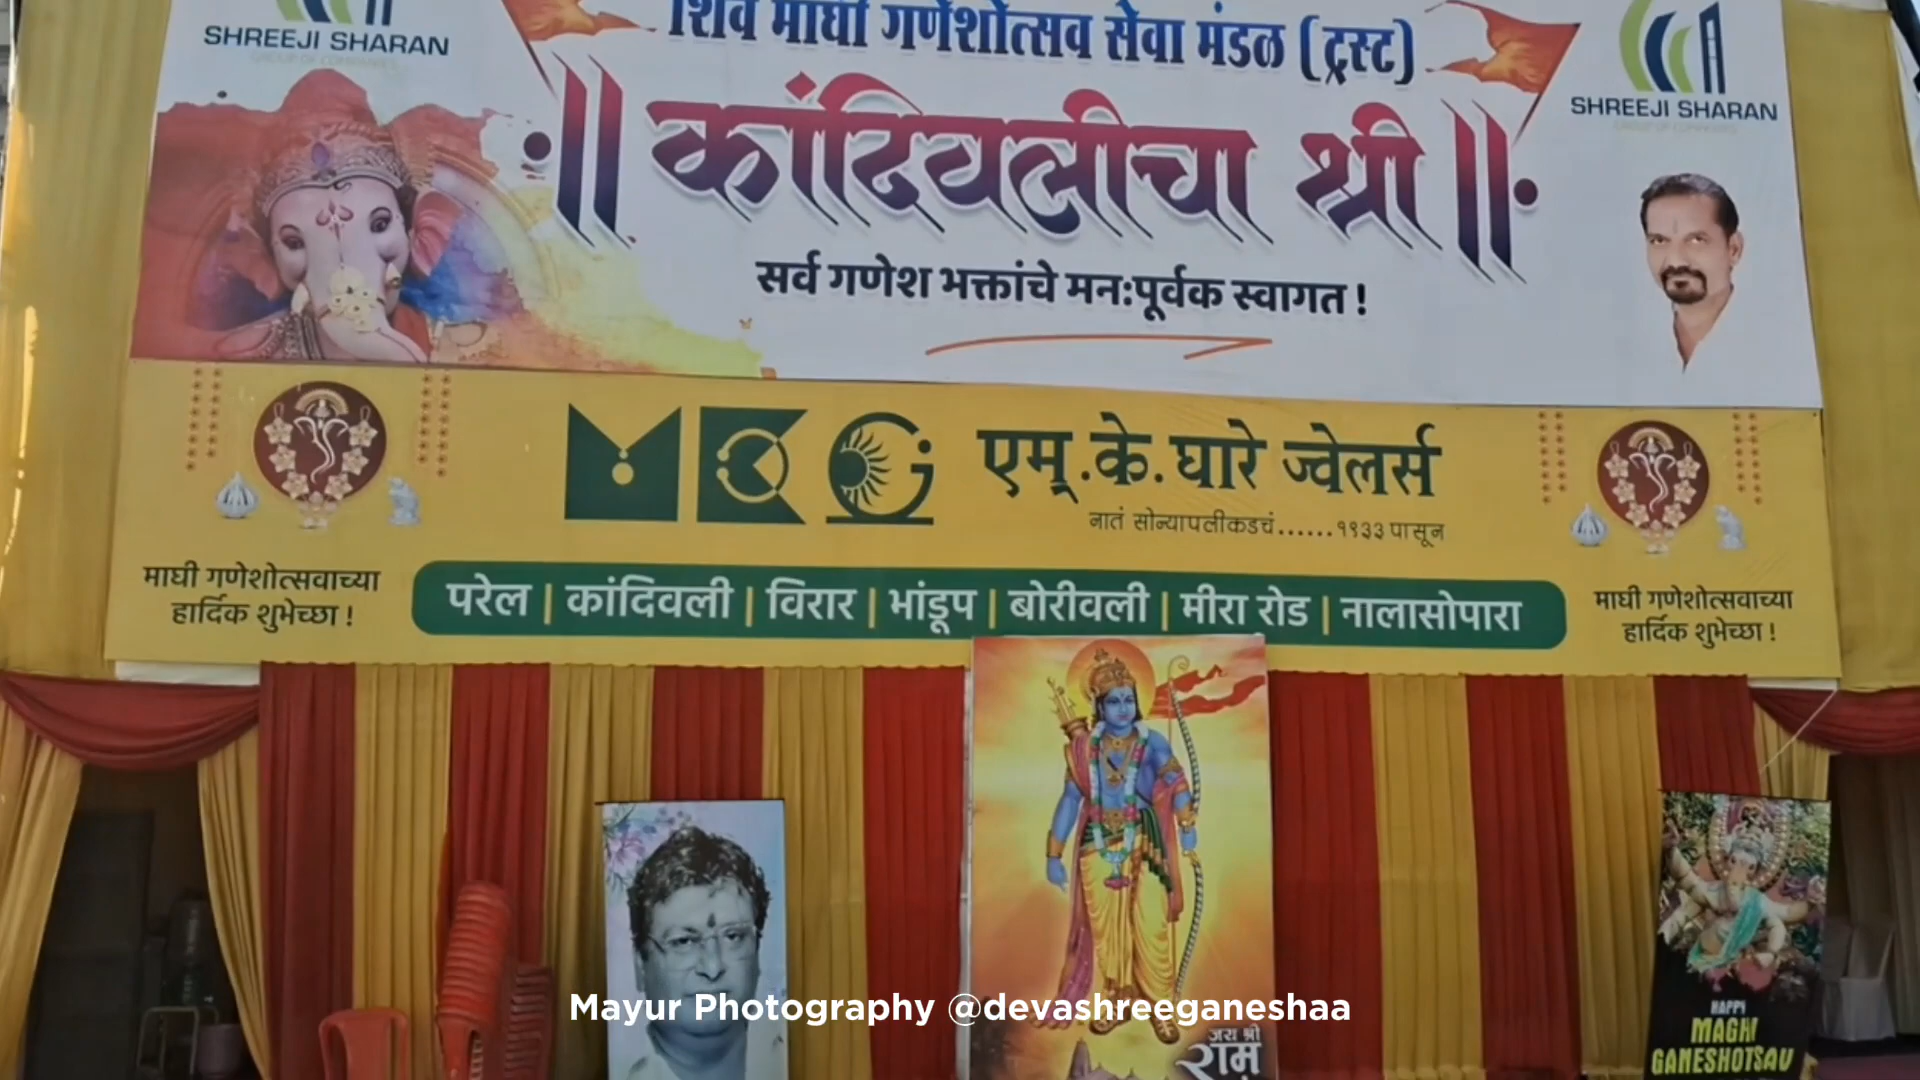 SHREEJI SHARAN
GROUP OF COMPANIES
शिव माघी गणेशोत्सव सेवा मंडळ (ट्रस्ट)
SHREEJI SHARAN
॥ कांदिवलीचा श्री ॥
सर्व गणेश भक्तांचे मन:पूर्वक स्वागत !
MKG एम्.के.घारे ज्वेलर्स
नातं सोन्यापलीकडचं......१९३३ पासून
माघी गणेशोत्सवाच्या
हार्दिक शुभेच्छा !
परेल | कांदिवली | विरार | भांडूप | बोरीवली | मीरा रोड | नालासोपारा
माघी गणेशोत्सवाच्या
हार्दिक शुभेच्छा !
Mayur Photography @devashreeganeshaa
जय श्री
राम
HAPPY
MAGHI
GANESHOTSAV